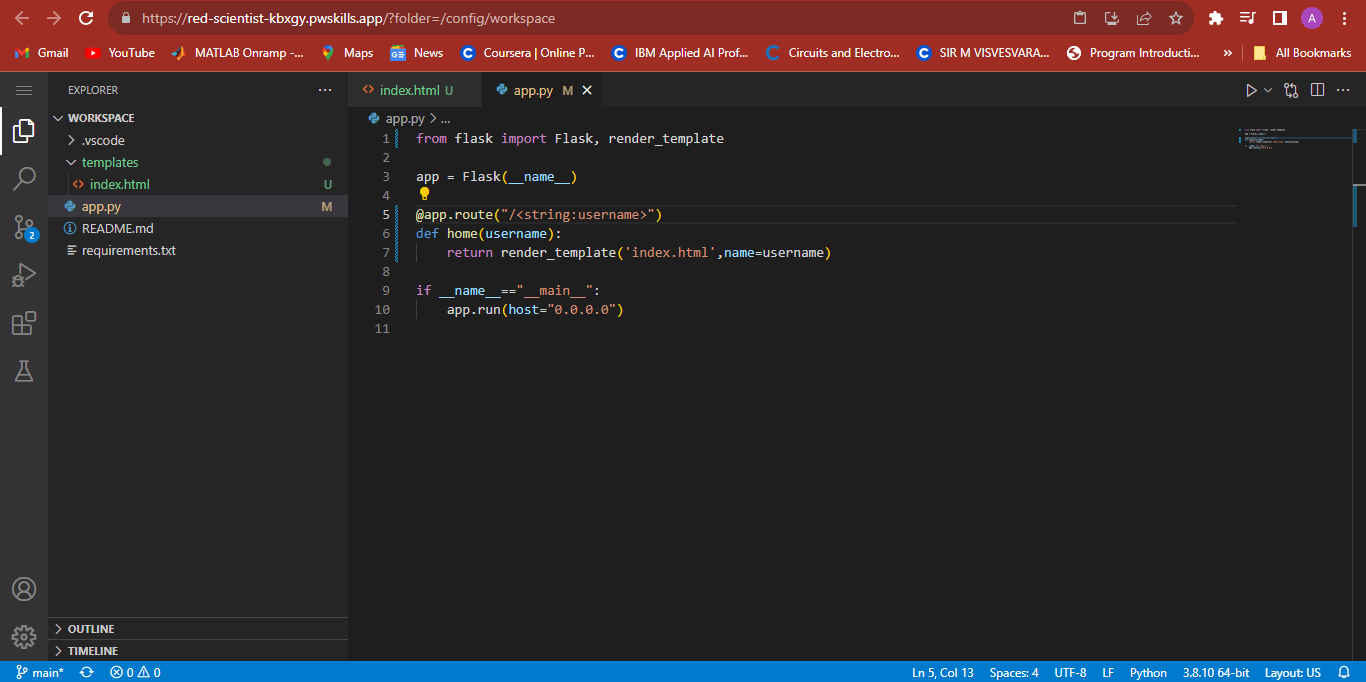 https://red-scientist-kbxgy.pwskills.app/?folder=/config/workspace
A
Gmail YouTube MATLAB Onramp -... Maps News Coursera | Online P... IBM Applied AI Prof... Circuits and Electro... SIR M VISVESVARA... Program Introducti... » All Bookmarks
EXPLORER ...
index.html U app.py M
WORKSPACE
.vscode
templates
index.html U
app.py M
README.md
requirements.txt
2
OUTLINE
TIMELINE
app.py > ...
1 from flask import Flask, render_template
2
3 app = Flask(__name__)
4
5 @app.route("/<string:username>")
6 def home(username):
7 return render_template('index.html',name=username)
8
9 if __name__=="__main__":
10 app.run(host="0.0.0.0")
11
main* 0 0 Ln 5, Col 13 Spaces: 4 UTF-8 LF Python 3.8.10 64-bit Layout: US